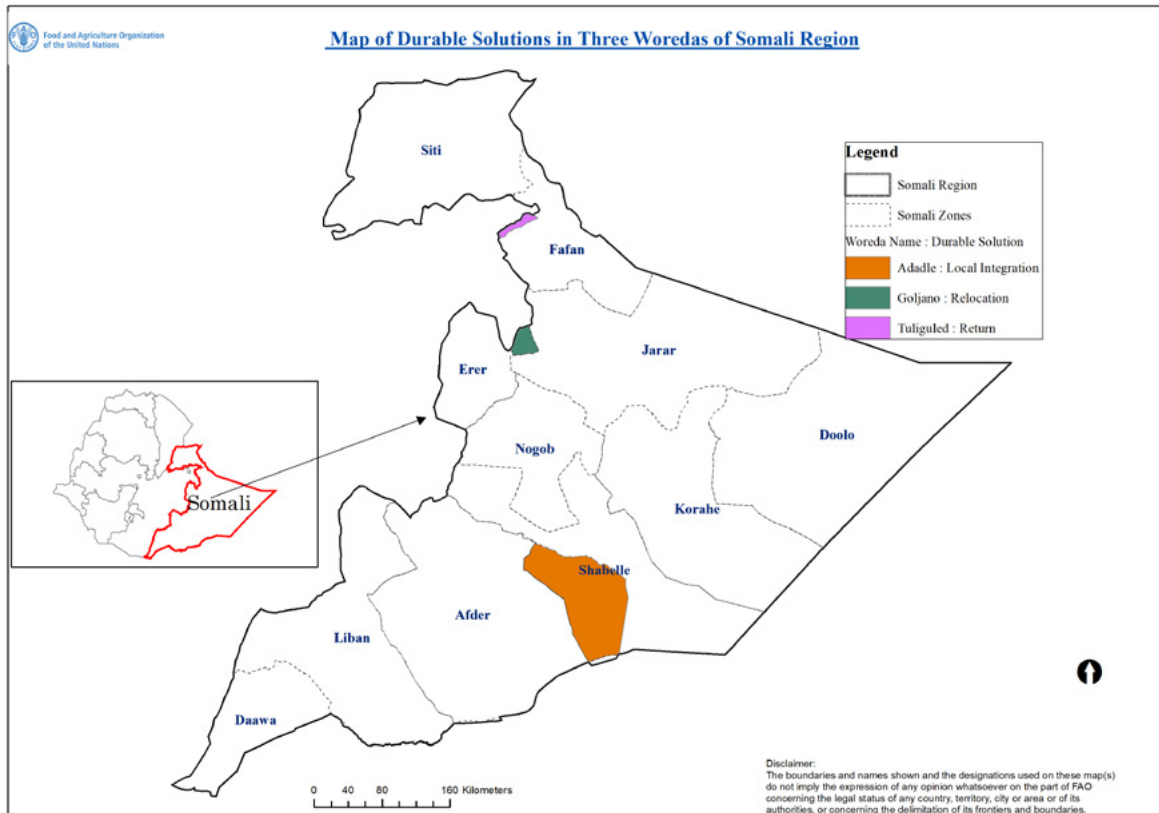 Food and Agriculture Organization
of the United Nations
Map of Durable Solutions in Three Woredas of Somali Region
Siti
Fafan
Legend
Somali Region
Somali Zones
Woreda Name : Durable Solution
Adadle : Local Integration
Goljano : Relocation
Tuliguled : Return
Jarar
Erer
Doolo
Nogob
Somali
Korahe
Shabelle
Afder
Liban
Daawa
0 40 80 160 Kilometers
Disclaimer:
The boundaries and names shown and the designations used on these map(s)
do not imply the expression of any opinion whatsoever on the part of FAO
concerning the legal status of any country, territory, city or area or of its
authorities, or concerning the delimitation of its frontiers and boundaries.